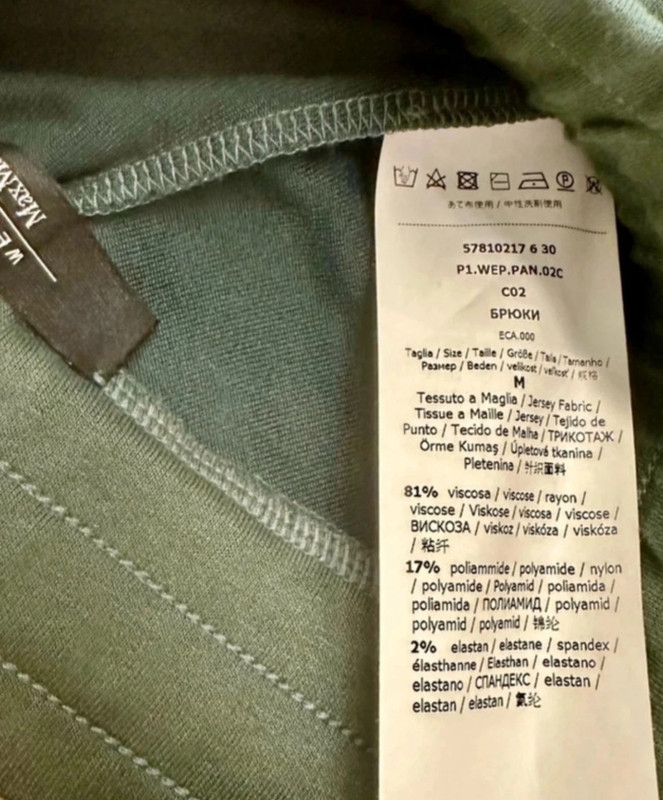 WE
Max M
あて布使用 / 中性洗剤使用
57810217 6 30
P1.WEP.PAN.02C
C02
БРЮКИ
ECA.000
Taglia / Size / Taille / Größe / Talla / Tamanho /
Размер / Beden / velikost / veľkosť /
M
Tessuto a Maglia / Jersey Fabric /
Tissue a Maille / Jersey / Tejido de
Punto / Tecido de Malha / ТРИКОТАЖ /
Örme Kumaş / Úpletová tkanina /
Pletenina / 针织面料
81% viscosa / viscose / rayon /
viscose / Viskose / viscosa / viscose /
ВИСКОЗА / viskoz / viskóza / viskóza
/ 粘纤
17% poliammide / polyamide / nylon
/ polyamide / Polyamid / poliamida /
poliamida / ПОЛИАМИД / polyamid /
polyamid / polyamid / 锦纶
2% elastan / elastane / spandex /
élasthanne / Elasthan / elastano /
elastano / СПАНДЕКС / elastan /
elastan / elastan / 氨纶